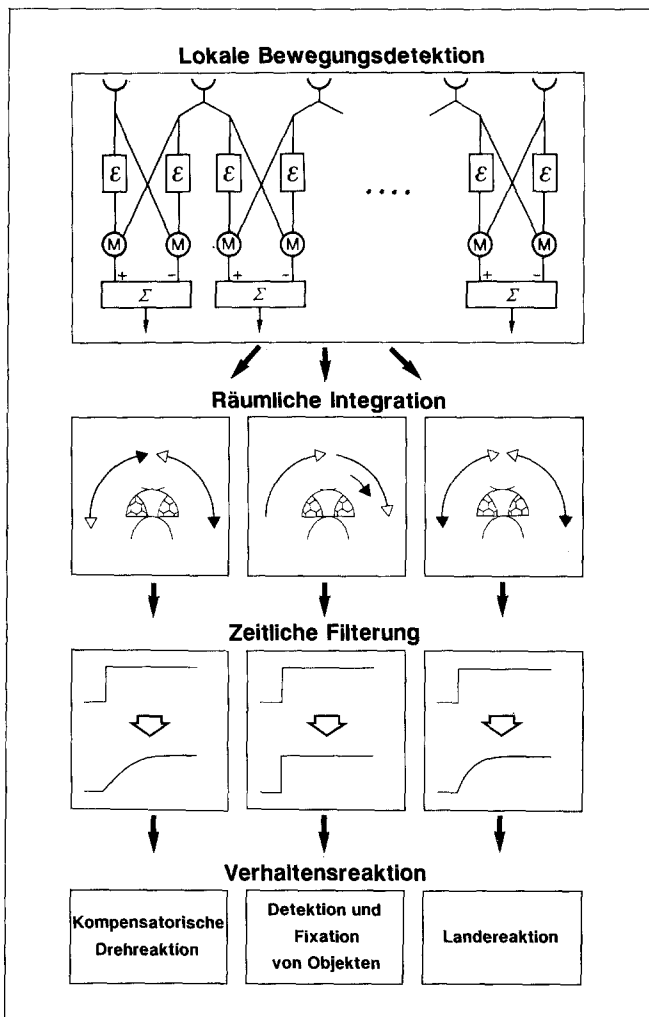 Lokale Bewegungsdetektion
ε ε ε ε ε ε
. . . .
M M M M M M
+ - + - + -
Σ Σ Σ
Räumliche Integration
Zeitliche Filterung
Verhaltensreaktion
Kompensatorische
Drehreaktion
Detektion und
Fixation
von Objekten
Landereaktion